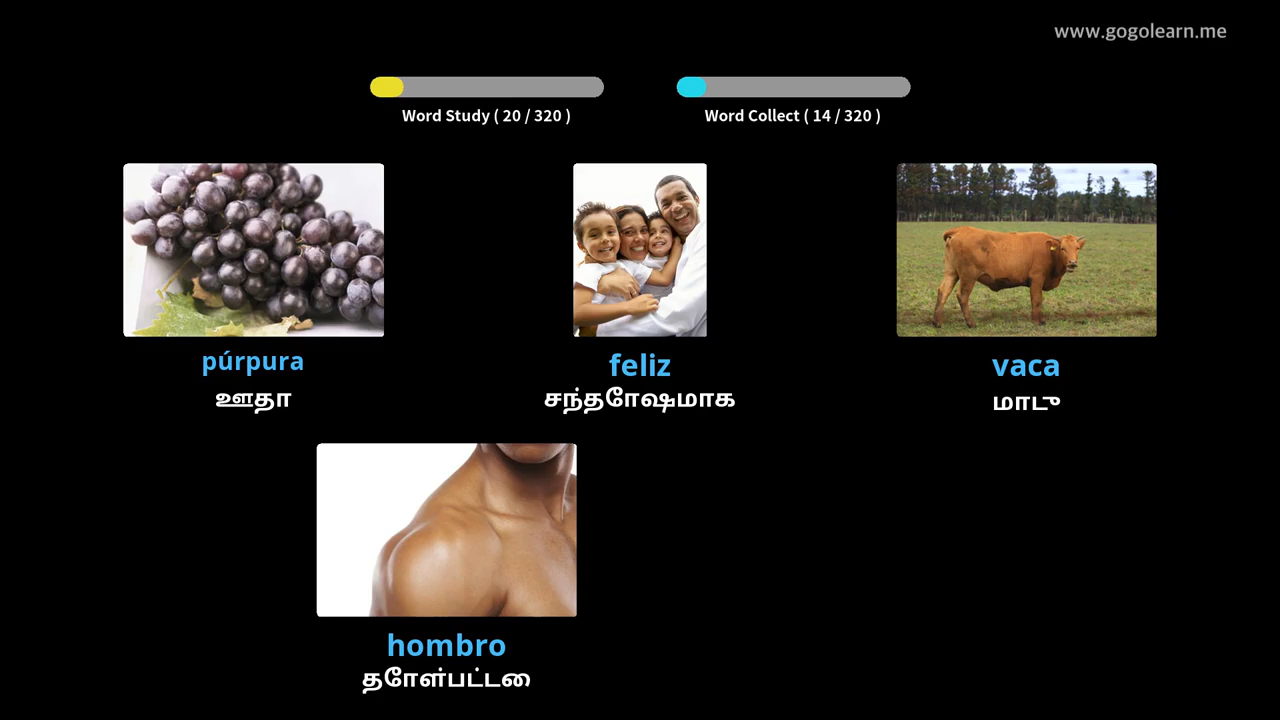 www.gogolearn.me
Word Study ( 20 / 320 )
Word Collect ( 14 / 320 )
púrpura
ஊதா
feliz
சந்தோஷமாக
vaca
மாடு
hombro
தோள்பட்டை